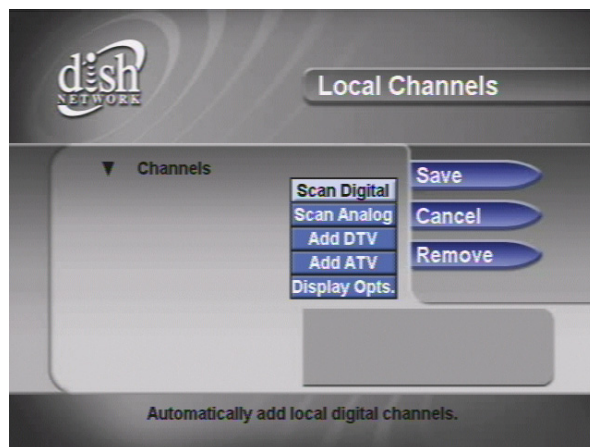 dish
NETWORK
Local Channels
▼ Channels
Scan Digital
Scan Analog
Add DTV
Add ATV
Display Opts.
Save
Cancel
Remove
Automatically add local digital channels.